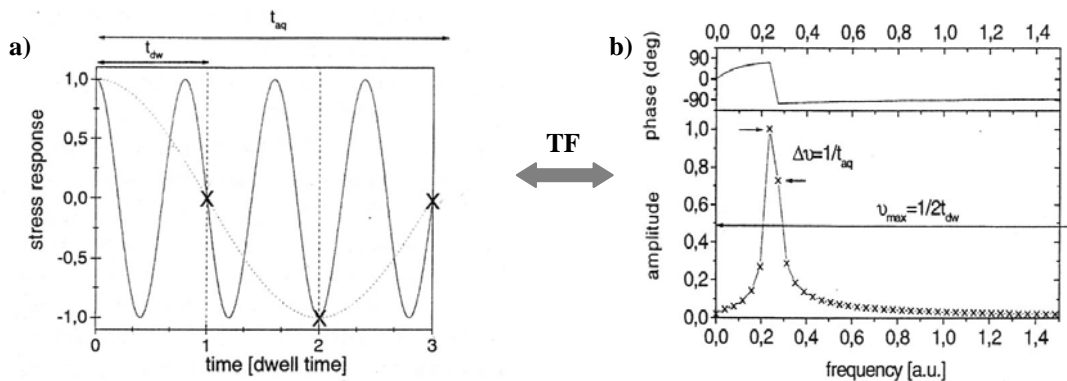 a)
t_aq
t_dw
1,0
0,5
0,0
-0,5
-1,0
stress response
0 1 2 3
time [dwell time]
TF
b)
0,0 0,2 0,4 0,6 0,8 1,0 1,2 1,4
phase (deg)
90
0
-90
1,0
0,8
0,6
0,4
0,2
0,0
amplitude
Δυ=1/t_aq
υ_max=1/2t_dw
0,0 0,2 0,4 0,6 0,8 1,0 1,2 1,4
frequency [a.u.]